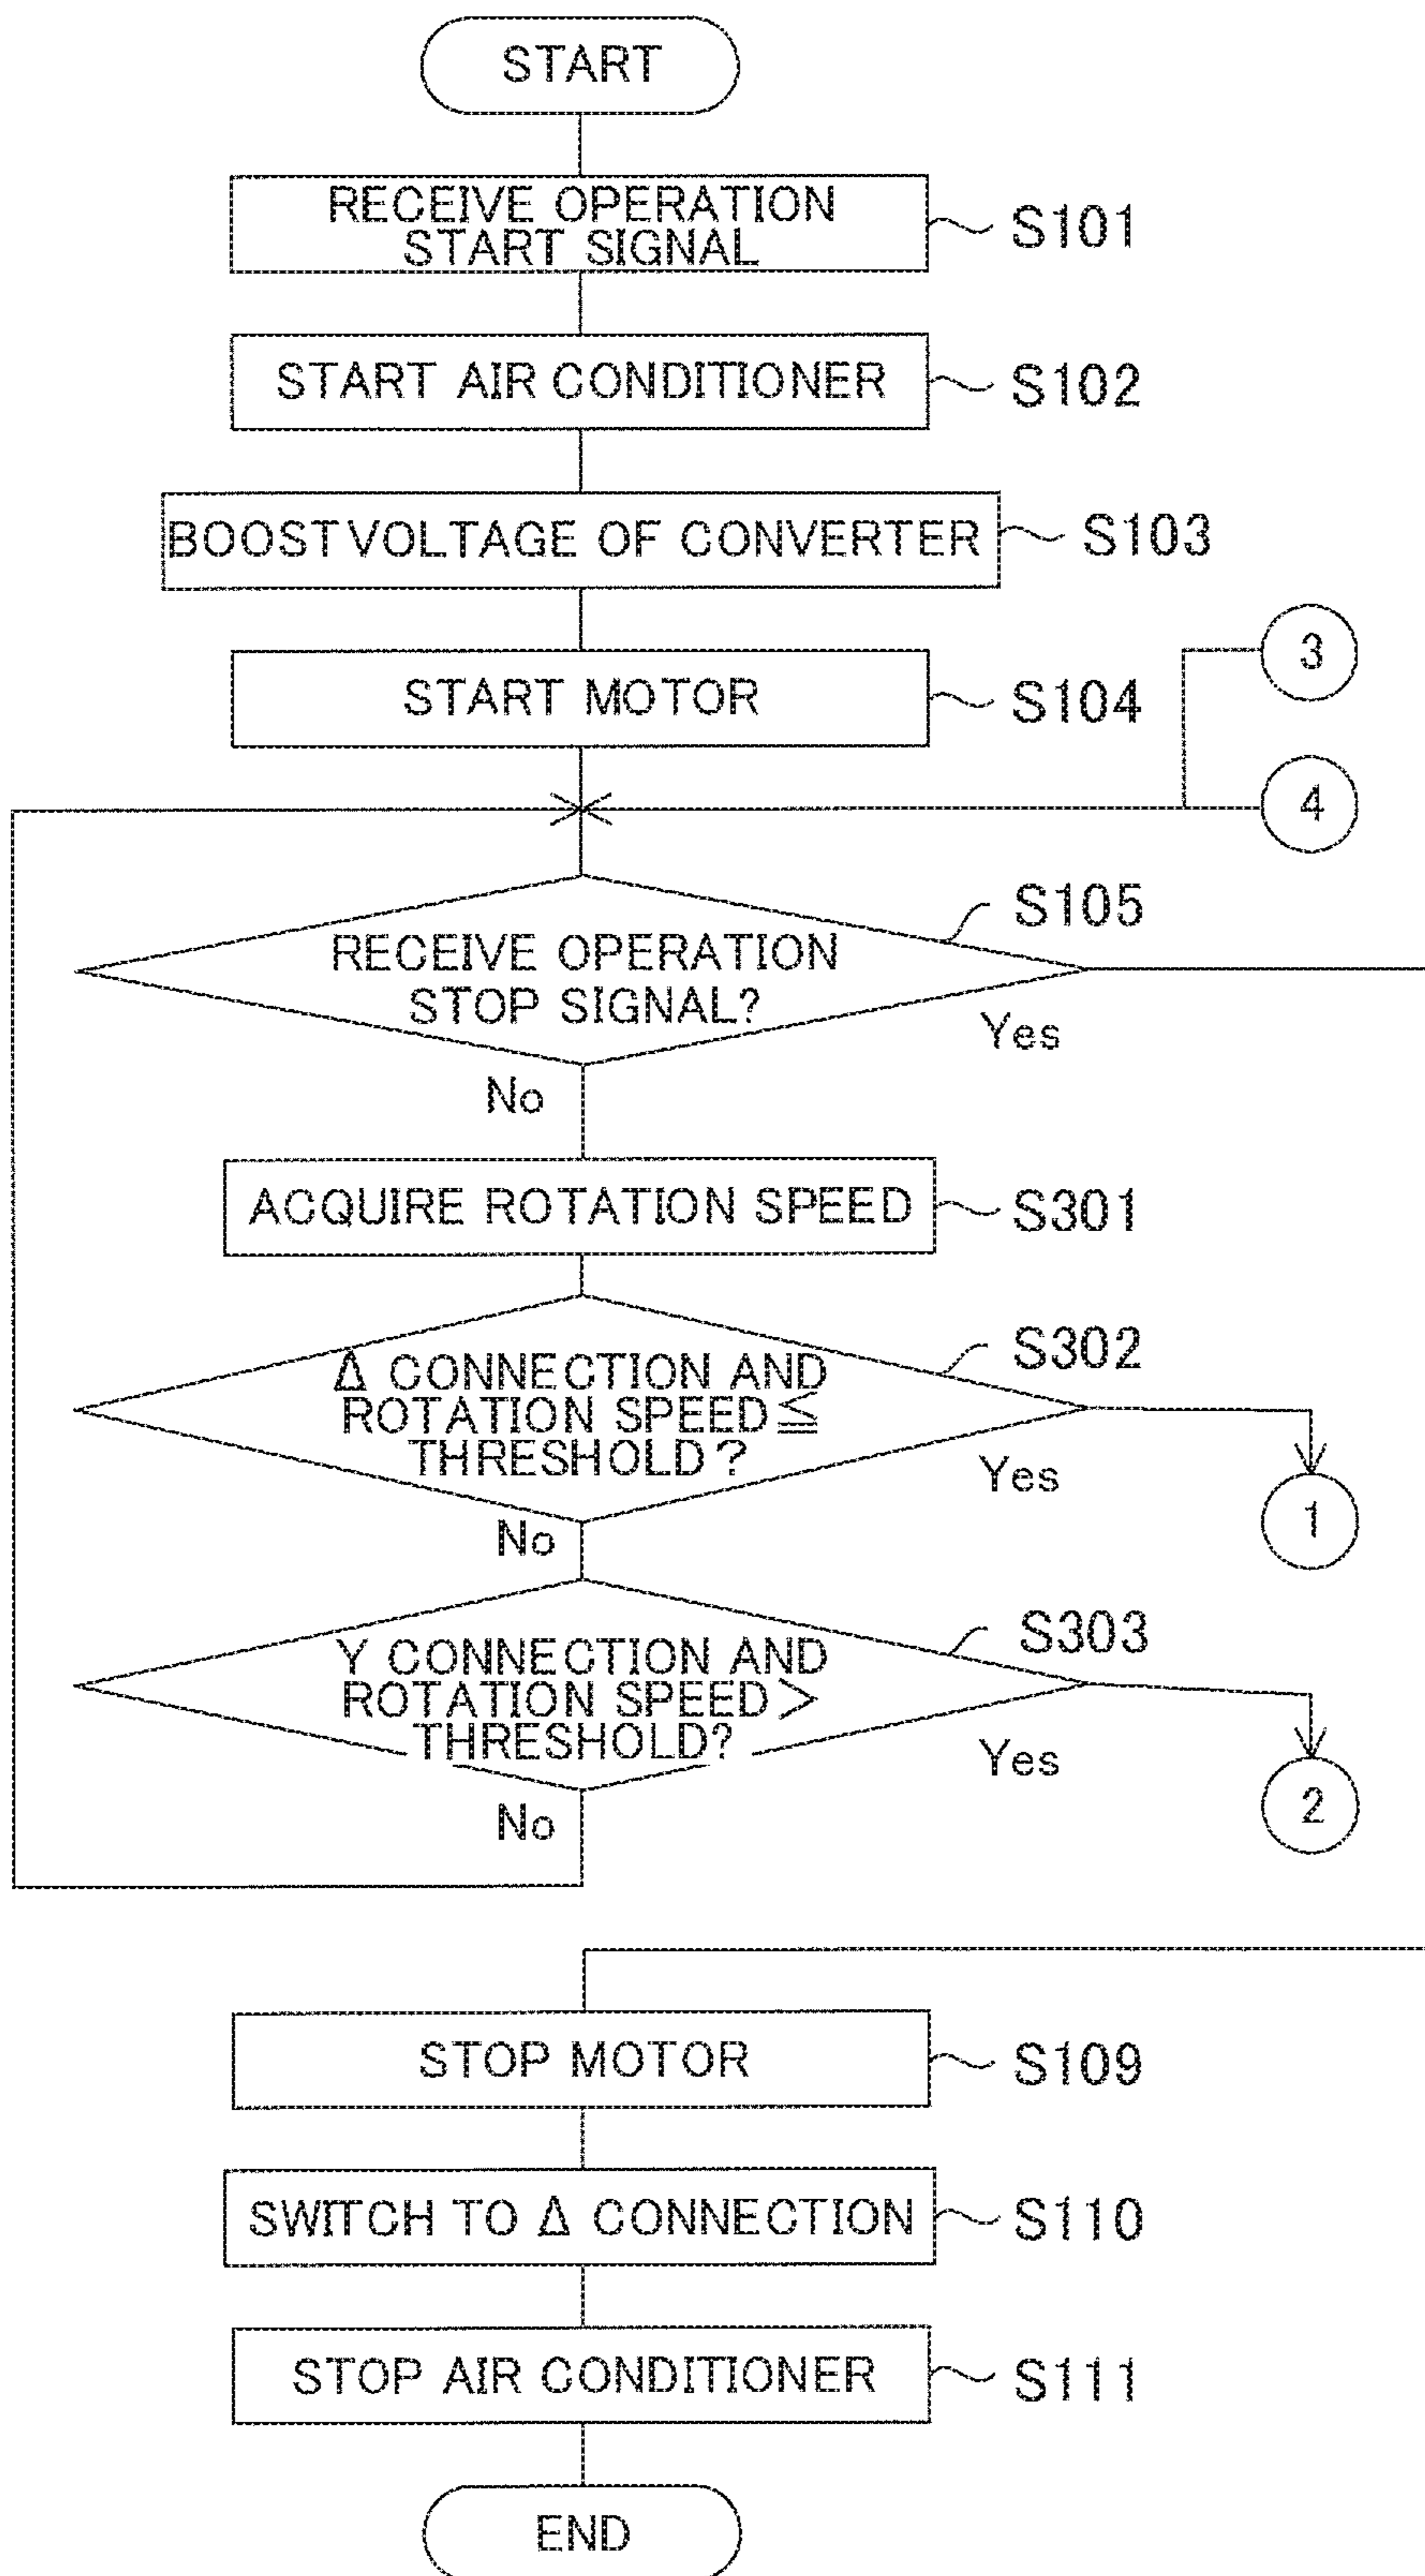 START
RECEIVE OPERATION
START SIGNAL
S101
START AIR CONDITIONER
S102
BOOST VOLTAGE OF CONVERTER
S103
3
START MOTOR
S104
4
S105
RECEIVE OPERATION
STOP SIGNAL?
Yes
No
ACQUIRE ROTATION SPEED
S301
S302
Δ CONNECTION AND
ROTATION SPEED≦
THRESHOLD?
Yes
1
No
S303
Y CONNECTION AND
ROTATION SPEED>
THRESHOLD?
Yes
2
No
STOP MOTOR
S109
SWITCH TO Δ CONNECTION
S110
STOP AIR CONDITIONER
S111
END